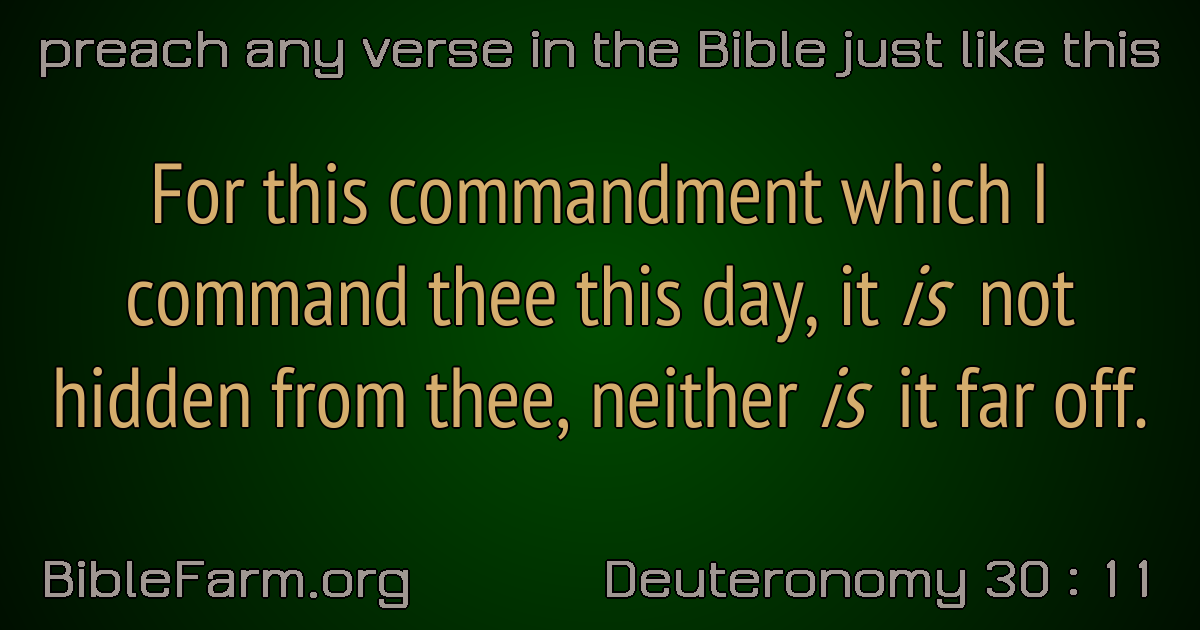 preach any verse in the Bible just like this
For this commandment which I
command thee this day, it is not
hidden from thee, neither is it far off.
BibleFarm.org
Deuteronomy 30 : 11